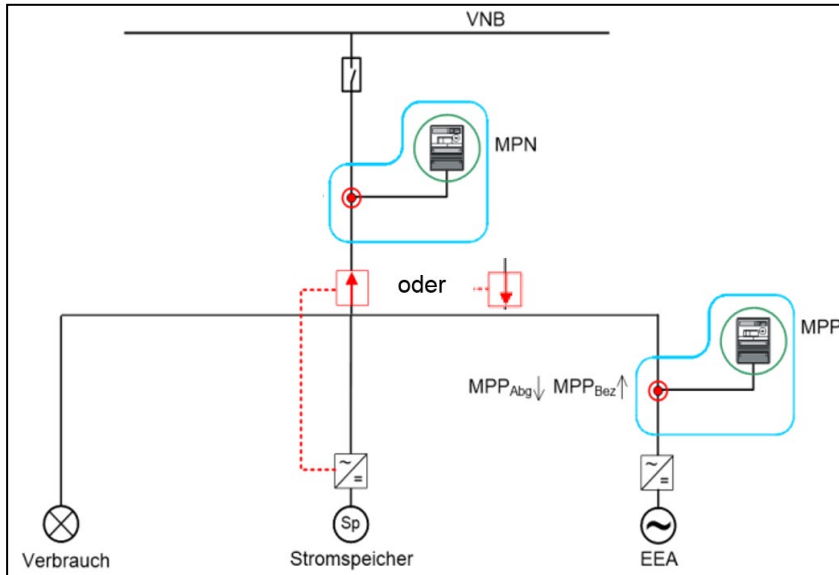 VNB
MPN
oder
MPP
MPPAbg↓ MPPBez↑
~
=
~
=
Sp
~
Verbrauch
Stromspeicher
EEA